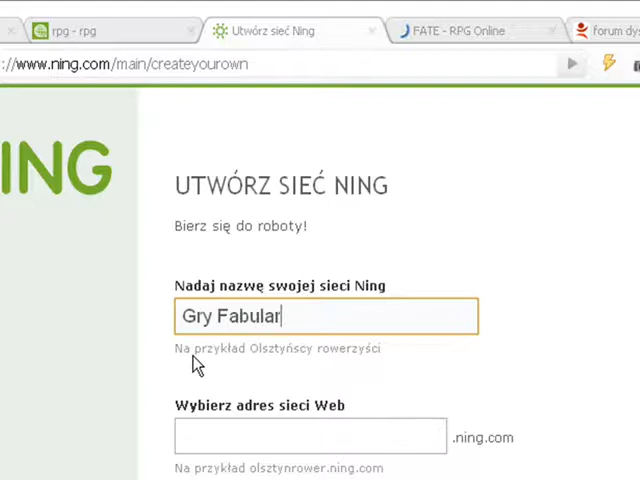 rpg - rpg
Utwórz sieć Ning
FATE - RPG Online
forum dys
://www.ning.com/main/createyourown
ING
UTWÓRZ SIEĆ NING
Bierz się do roboty!
Nadaj nazwę swojej sieci Ning
Gry Fabular
Na przykład Olsztyńscy rowerzyści
Wybierz adres sieci Web
.ning.com
Na przykład olsztynrower.ning.com